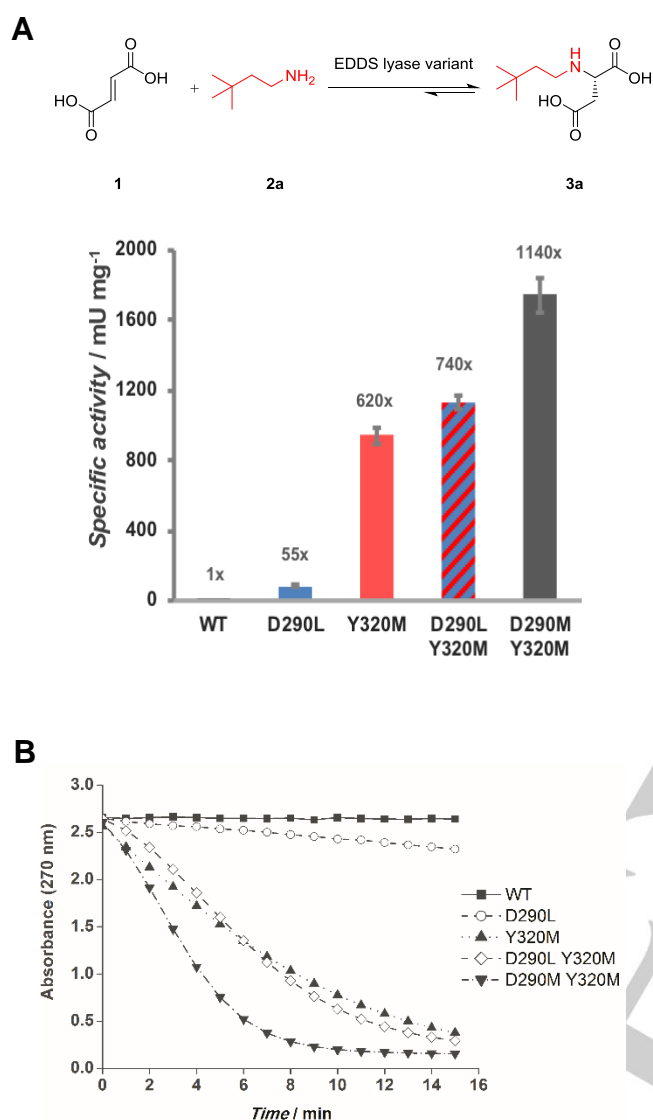 A
O
OH
HO
O
+
NH2
EDDS lyase variant
H
N
O
OH
O
HO
1
2a
3a
Specific activity / mU mg-1
2000
1600
1200
800
400
0
1x
55x
620x
740x
1140x
WT
D290L
Y320M
D290L
Y320M
D290M
Y320M
B
Absorbance (270 nm)
3.0
2.5
2.0
1.5
1.0
0.5
0.0
0
2
4
6
8
10
12
14
16
Time / min
WT
D290L
Y320M
D290L Y320M
D290M Y320M